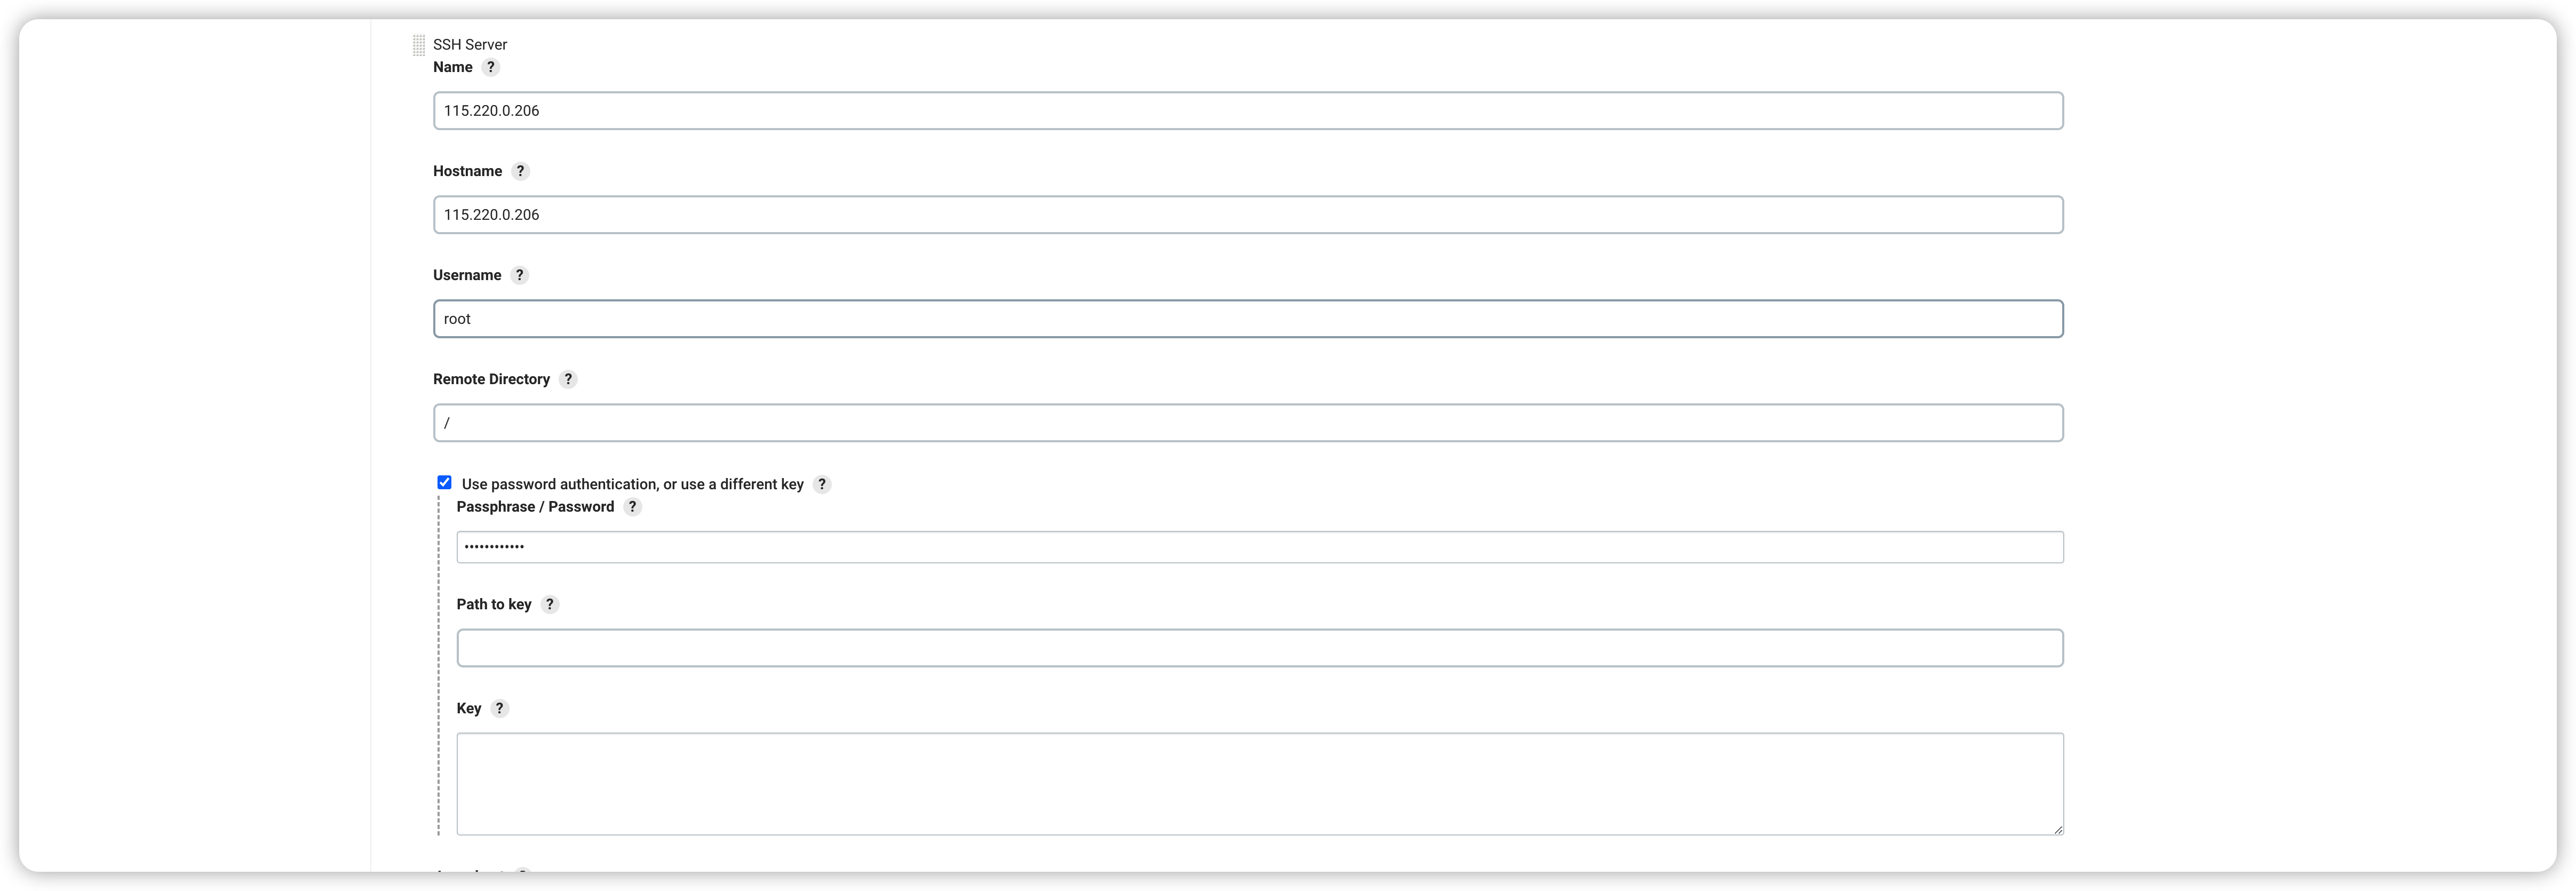 SSH Server
Name ?
115.220.0.206
Hostname ?
115.220.0.206
Username ?
root
Remote Directory ?
/
Use password authentication, or use a different key ?
Passphrase / Password ?
••••••••••••
Path to key ?
Key ?